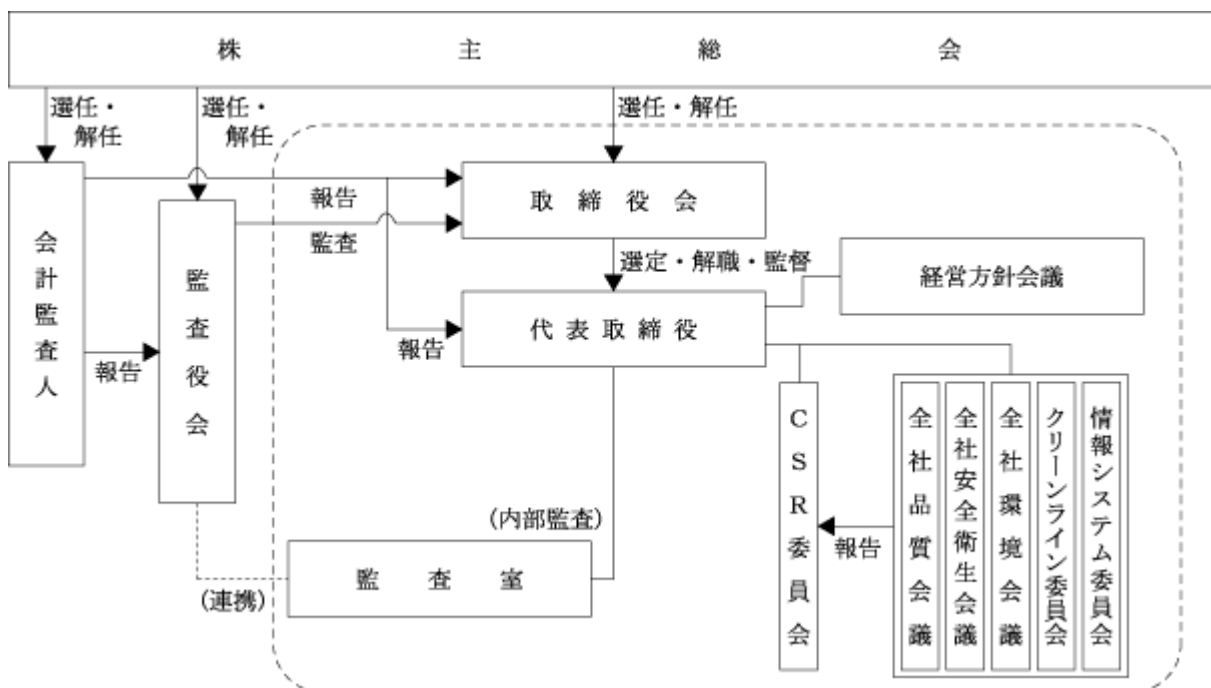 株主総会
選任・
解任
選任・
解任
選任・解任
会計監査人
監査役会
報告
監査
取締役会
選定・解職・監督
経営方針会議
代表取締役
報告
報告
CSR委員会
全社品質会議
全社安全衛生会議
全社環境会議
クリーンライン委員会
情報システム委員会
報告
(内部監査)
監査室
(連携)